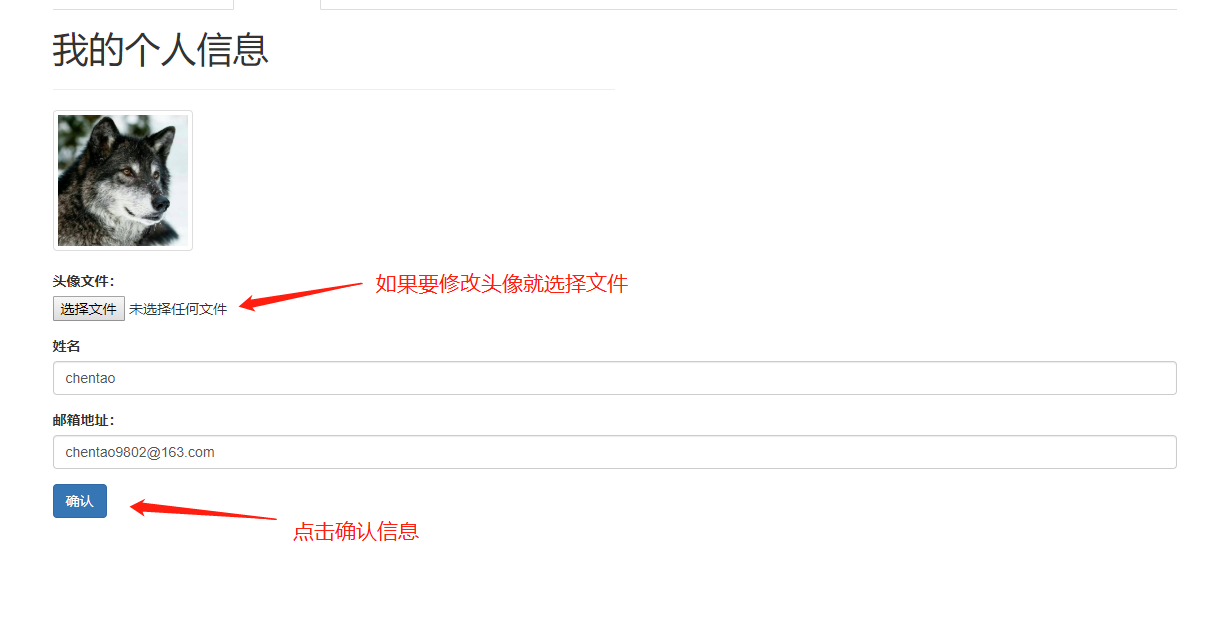 我的个人信息
头像文件:
如果要修改头像就选择文件
选择文件 未选择任何文件
姓名
chentao
邮箱地址:
chentao9802@163.com
确认
点击确认信息